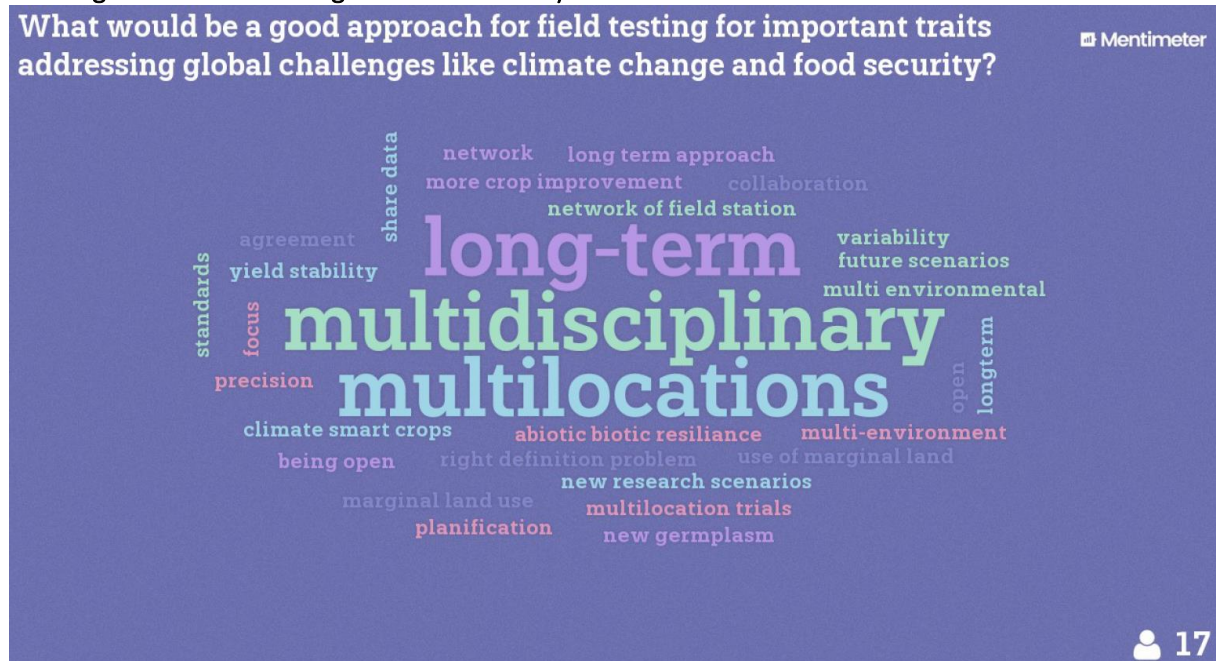 What would be a good approach for field testing for important traits
addressing global challenges like climate change and food security?
Mentimeter
share data
network
long term approach
more crop improvement
collaboration
network of field station
agreement
long-term
variability
yield stability
future scenarios
standards
focus
multi environmental
multidisciplinary
longterm
open
precision
multilocations
climate smart crops
abiotic biotic resiliance
multi-environment
being open
right definition problem
use of marginal land
new research scenarios
marginal land use
multilocation trials
planification
new germplasm
17